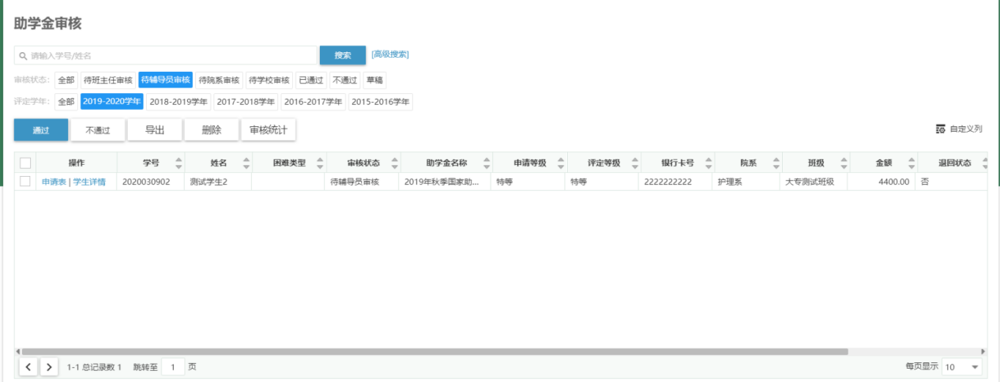 助学金审核
请输入学号/姓名 搜索 [高级搜索]
审核状态: 全部 待班主任审核 待辅导员审核 待院系审核 待学校审核 已通过 不通过 草稿
评定学年: 全部 2019-2020学年 2018-2019学年 2017-2018学年 2016-2017学年 2015-2016学年
通过 不通过 导出 删除 审核统计 自定义列
操作 学号 姓名 困难类型 审核状态 助学金名称 申请等级 评定等级 银行卡号 院系 班级 金额 退回状态
申请表 | 学生详情 2020030902 测试学生2 待辅导员审核 2019年秋季国家助... 特等 特等 2222222222 护理系 大专测试班级 4400.00 否
1-1 总记录数 1 跳转至 1 页 每页显示 10